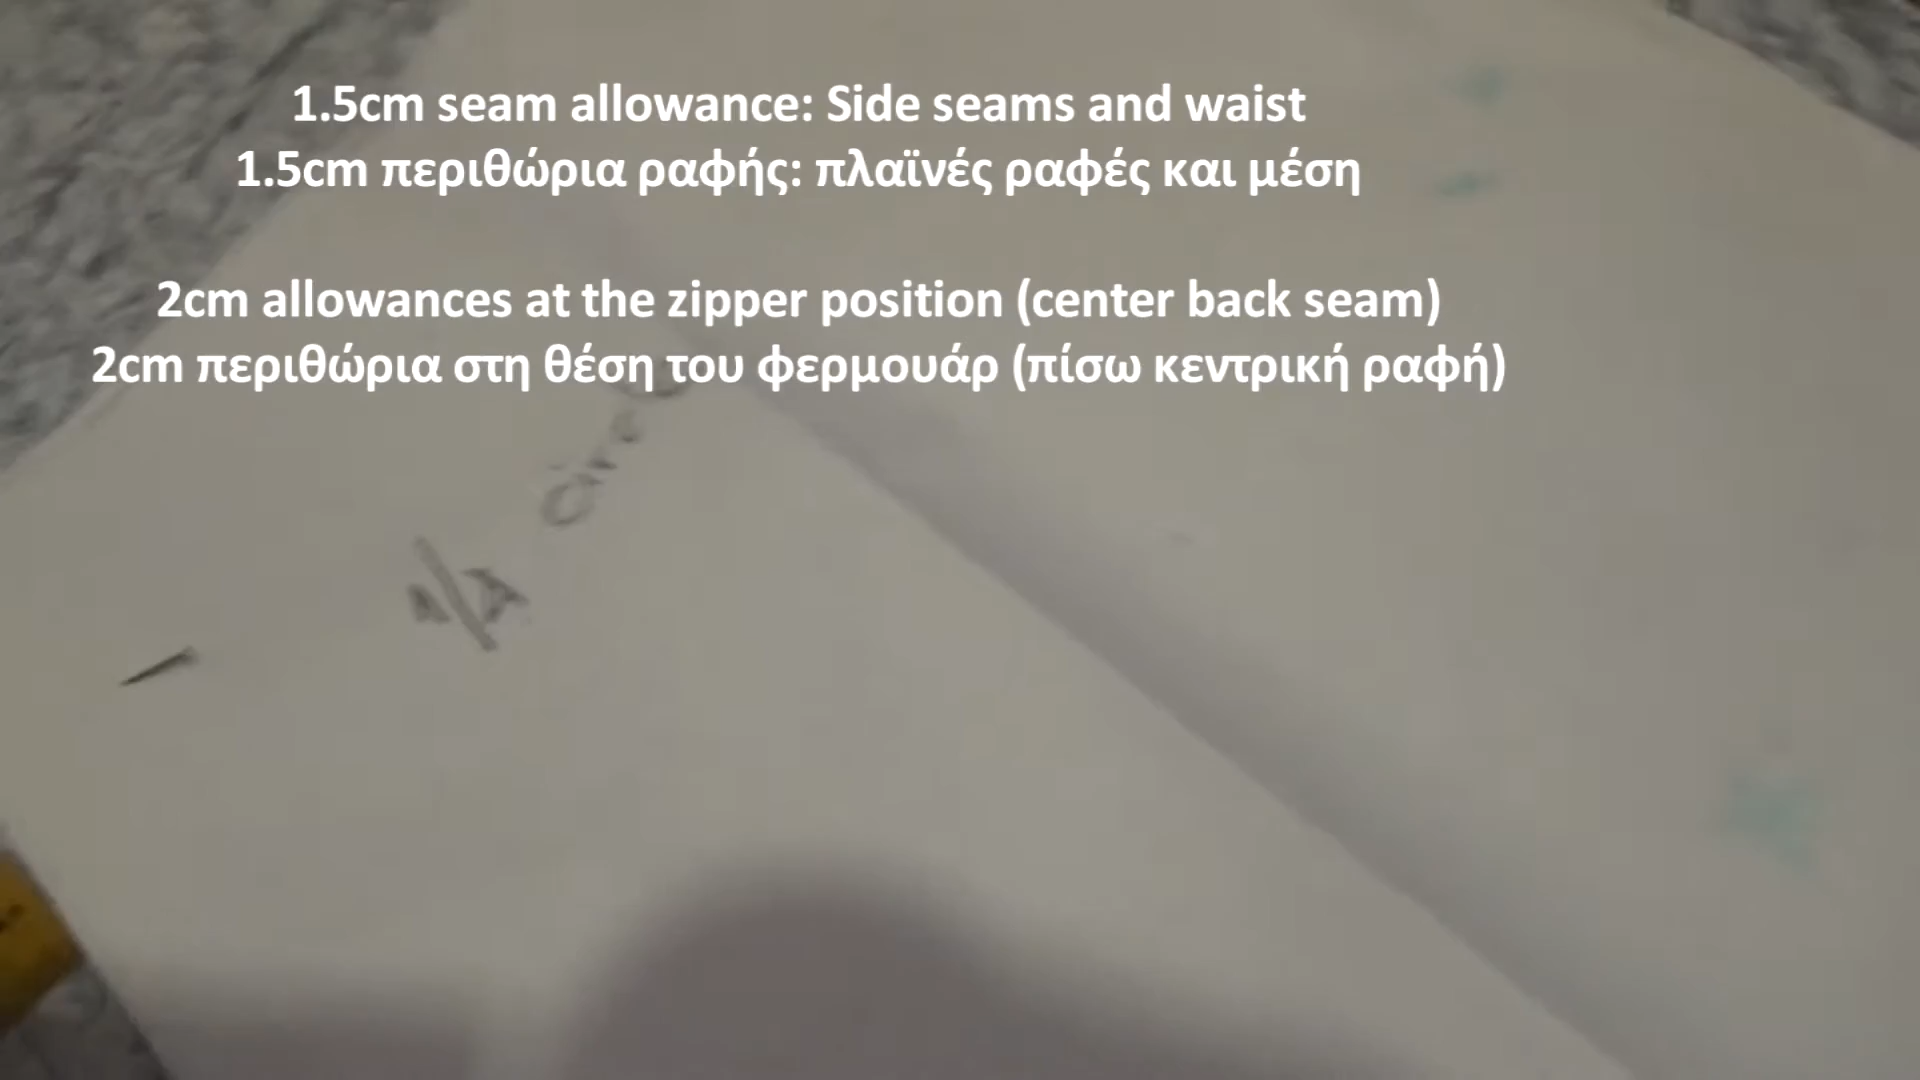 1.5cm seam allowance: Side seams and waist
1.5cm περιθώρια ραφής: πλαϊνές ραφές και μέση
2cm allowances at the zipper position (center back seam)
2cm περιθώρια στη θέση του φερμουάρ (πίσω κεντρική ραφή)